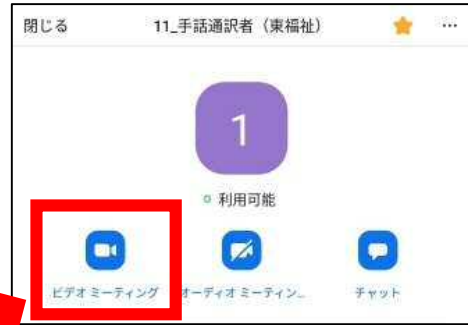 閉じる 11_手話通訳者（東福祉） ...
1
利用可能
ビデオ ミーティング オーディオ ミーティン... チャット